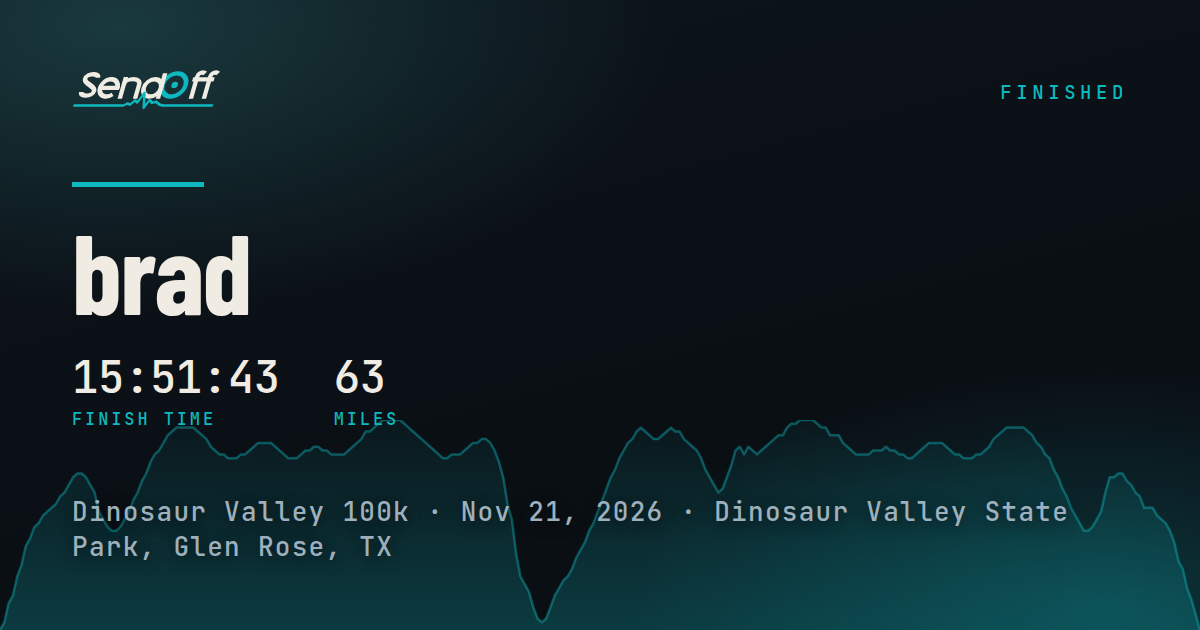 SendOff
FINISHED
brad
15:51:43 63
FINISH TIME MILES
Dinosaur Valley 100k · Nov 21, 2026 · Dinosaur Valley State
Park, Glen Rose, TX